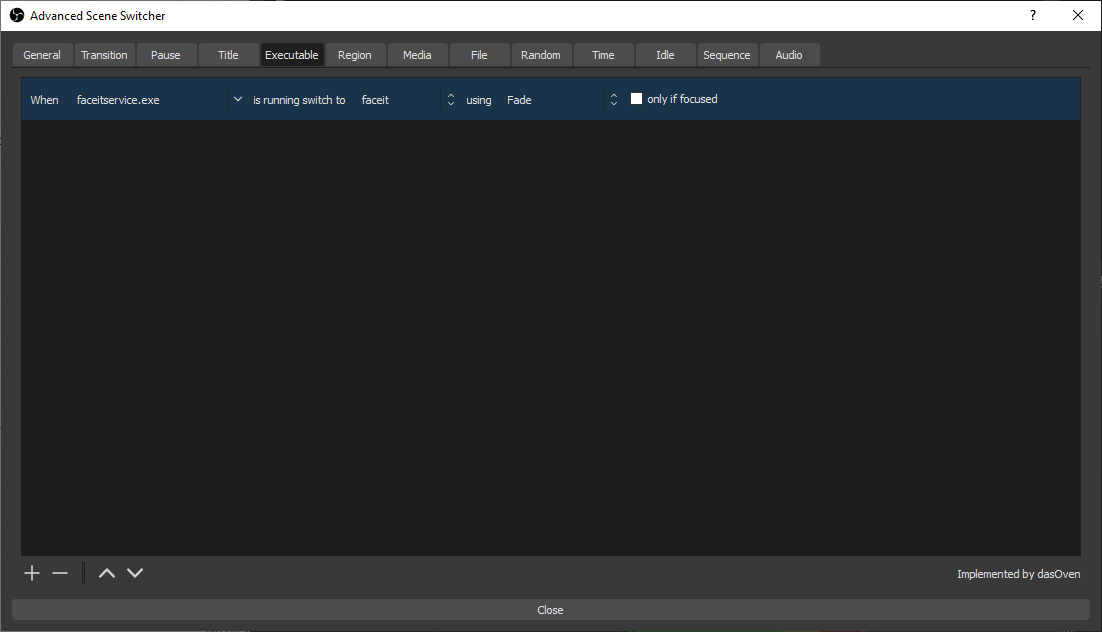 Advanced Scene Switcher
?
General Transition Pause Title Executable Region Media File Random Time Idle Sequence Audio
When faceitservice.exe is running switch to faceit using Fade only if focused
Implemented by dasOven
Close